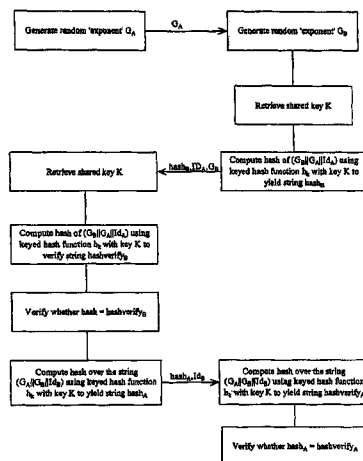 Generate random 'exponent' G_A
G_A
Generate random 'exponent' G_B
Retrieve shared key K
Compute hash of (G_B||G_A||Id_A) using
keyed hash function h_k with key K to
yield string hash_B
hash_B,ID_A,G_B
Retrieve shared key K
Compute hash of (G_B||G_A||Id_A) using
keyed hash function h_k with key K to
verify string hashverify_B
Verify whether hash = hashverify_B
Compute hash over the string
(G_A||G_B||Id_B) using keyed hash function
h_k with key K to yield string hash_A
hash_A,Id_B
Compute hash over the string
(G_A||G_B||Id_B) using keyed hash function
h_k with key K to yield string hashverify_A
Verify whether hash_A = hashverify_A